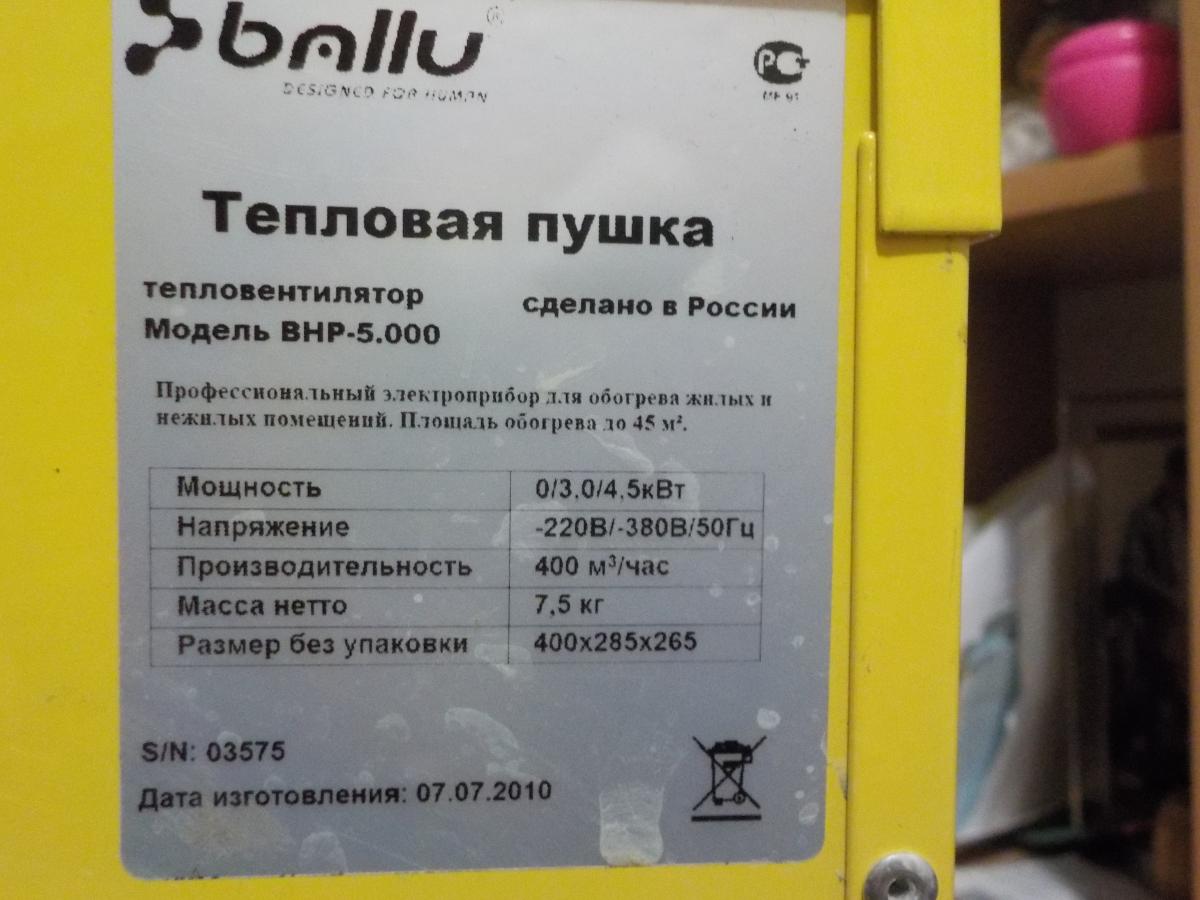 ballu ®
DESIGNED FOR HUMAN
РС
Тепловая пушка
тепловентилятор
сделано в России
Модель BHP-5.000
Профессиональный электроприбор для обогрева жилых и
нежилых помещений. Площадь обогрева до 45 м².
Мощность 0/3,0/4,5кВт
Напряжение -220В/-380В/50Гц
Производительность 400 м³/час
Масса нетто 7,5 кг
Размер без упаковки 400х285х265
S/N: 03575
Дата изготовления: 07.07.2010